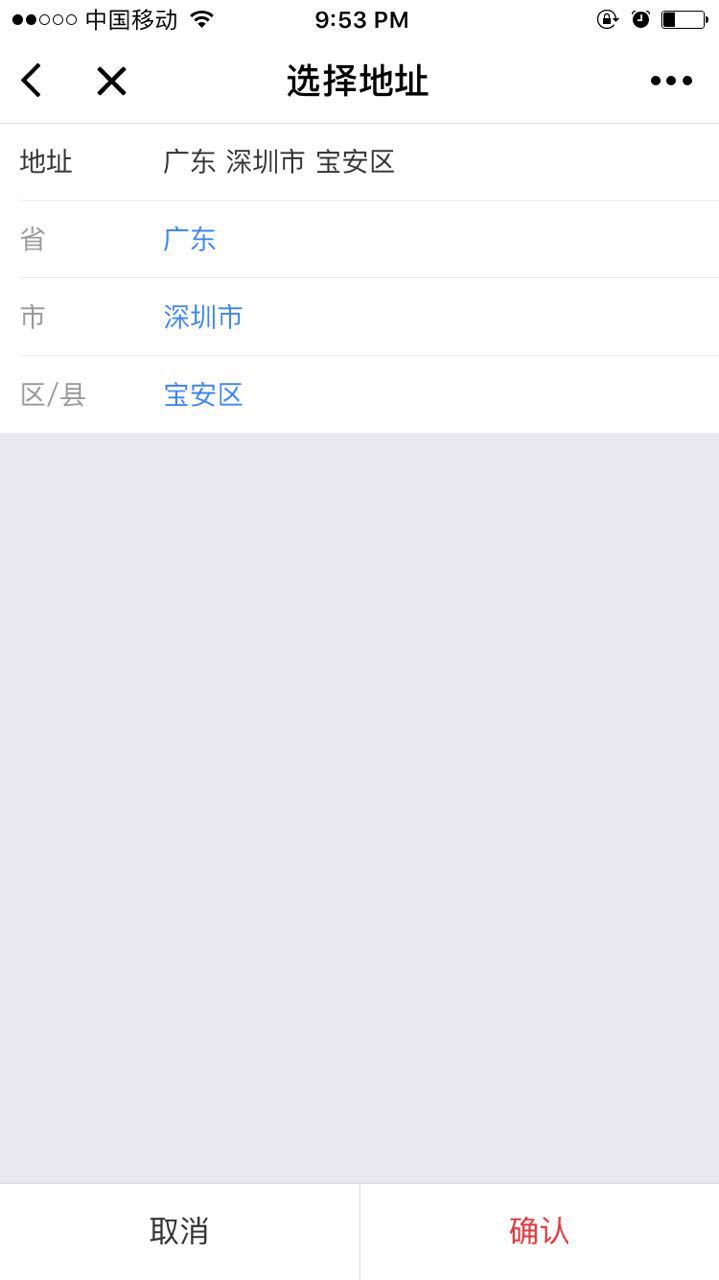 中国移动 9:53 PM
选择地址
地址 广东 深圳市 宝安区
省 广东
市 深圳市
区/县 宝安区
取消 确认